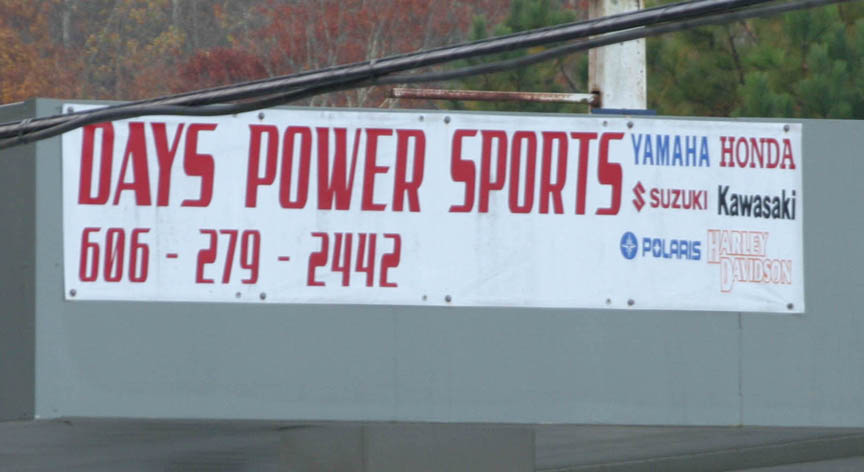 DAYS POWER SPORTS
606 - 279 - 2442
YAMAHA HONDA
SUZUKI Kawasaki
POLARIS HARLEY DAVIDSON